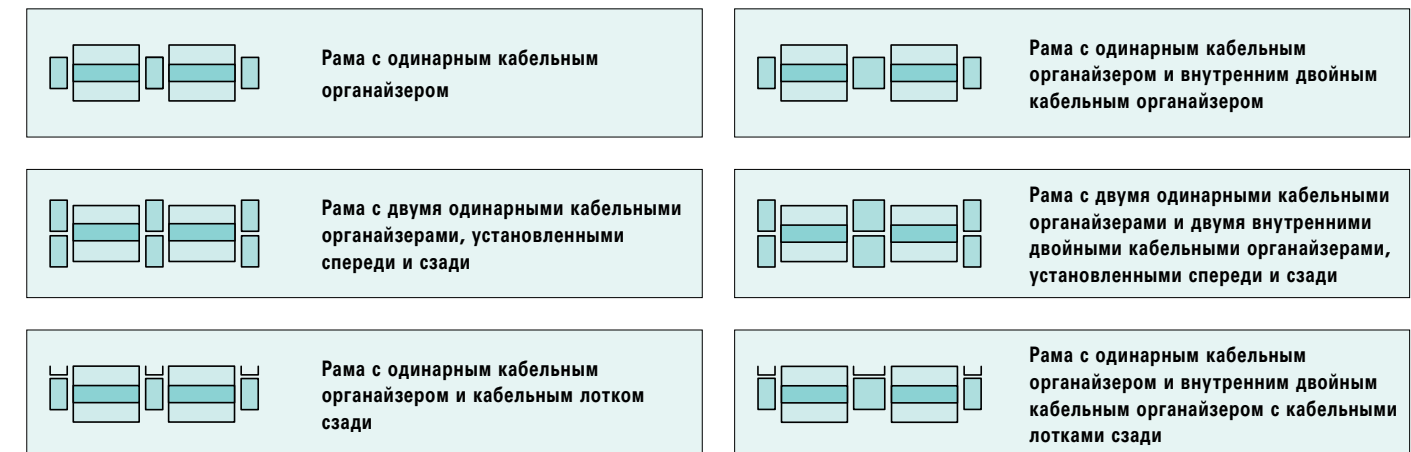 Рама с одинарным кабельным
органайзером
Рама с одинарным кабельным
органайзером и внутренним двойным
кабельным органайзером
Рама с двумя одинарными кабельными
органайзерами, установленными
спереди и сзади
Рама с двумя одинарными кабельными
органайзерами и двумя внутренними
двойными кабельными органайзерами,
установленными спереди и сзади
Рама с одинарным кабельным
органайзером и кабельным лотком
сзади
Рама с одинарным кабельным
органайзером и внутренним двойным
кабельным органайзером с кабельными
лотками сзади